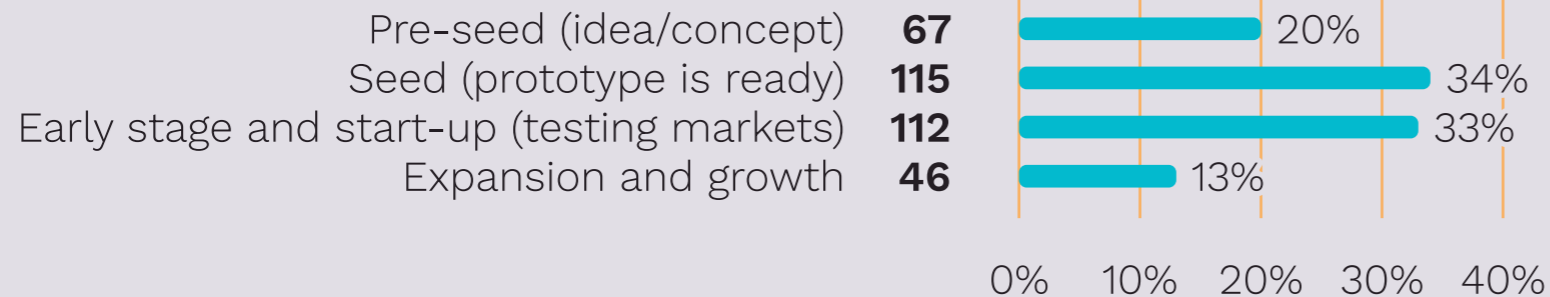 Pre-seed (idea/concept) 67 20%
Seed (prototype is ready) 115 34%
Early stage and start-up (testing markets) 112 33%
Expansion and growth 46 13%
0% 10% 20% 30% 40%